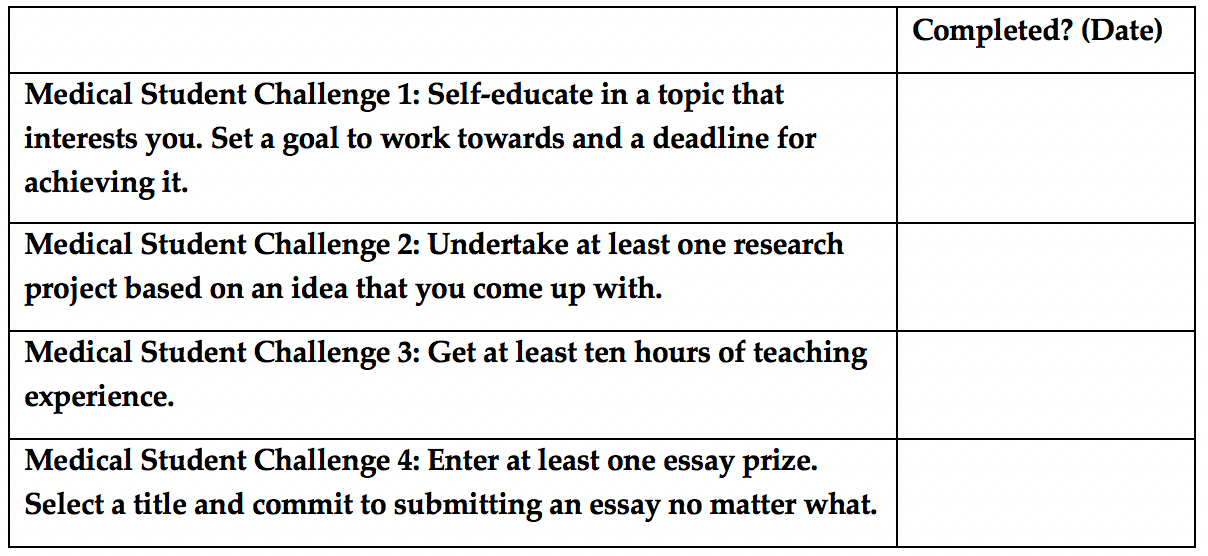 Completed? (Date)
Medical Student Challenge 1: Self-educate in a topic that
interests you. Set a goal to work towards and a deadline for
achieving it.
Medical Student Challenge 2: Undertake at least one research
project based on an idea that you come up with.
Medical Student Challenge 3: Get at least ten hours of teaching
experience.
Medical Student Challenge 4: Enter at least one essay prize.
Select a title and commit to submitting an essay no matter what.